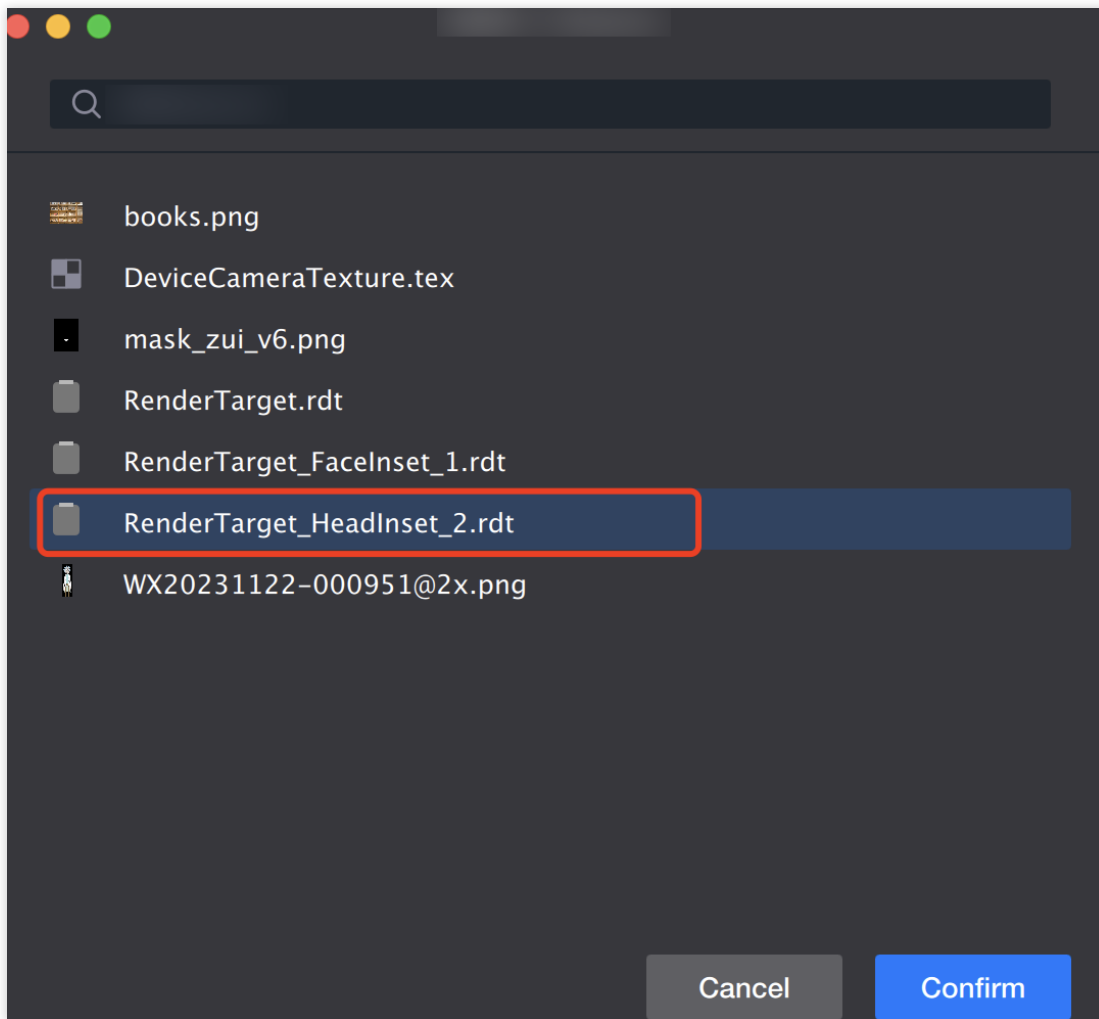 books.png
DeviceCameraTexture.tex
mask_zui_v6.png
RenderTarget.rdt
RenderTarget_FaceInset_1.rdt
RenderTarget_HeadInset_2.rdt
WX20231122-000951@2x.png
Cancel
Confirm